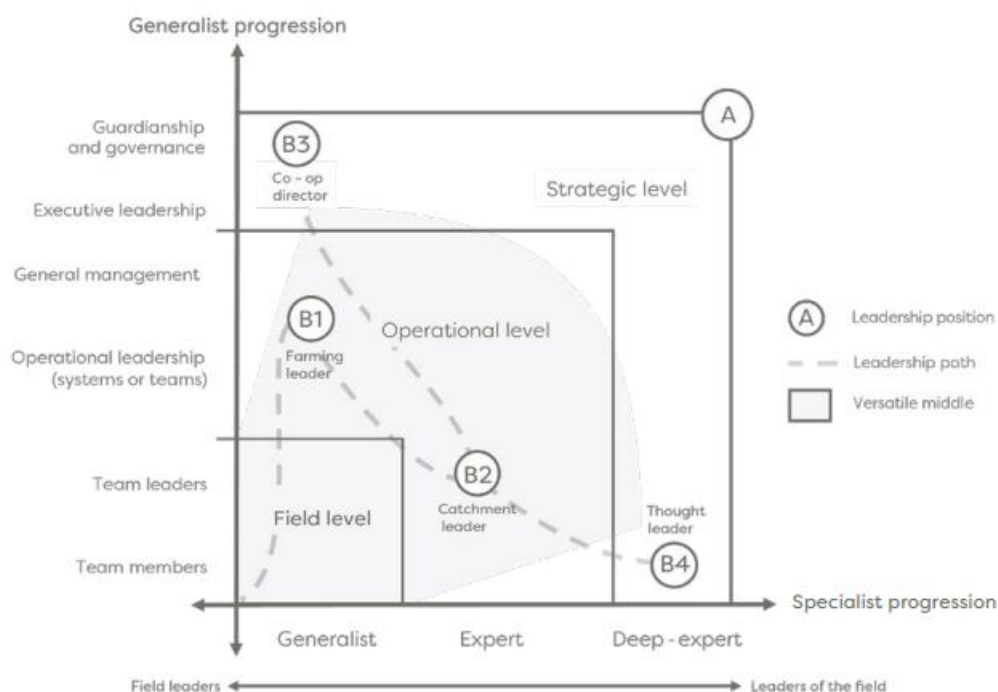 Generalist progression
Guardianship
and governance
Executive leadership
General management
Operational leadership
(systems or teams)
Team leaders
Team members
A
B3
Co - op
director
Strategic level
B1
Farming
leader
Operational level
B2
Catchment
leader
Field level
Thought
leader
B4
A Leadership position
Leadership path
Versatile middle
Specialist progression
Generalist Expert Deep - expert
Field leaders Leaders of the field